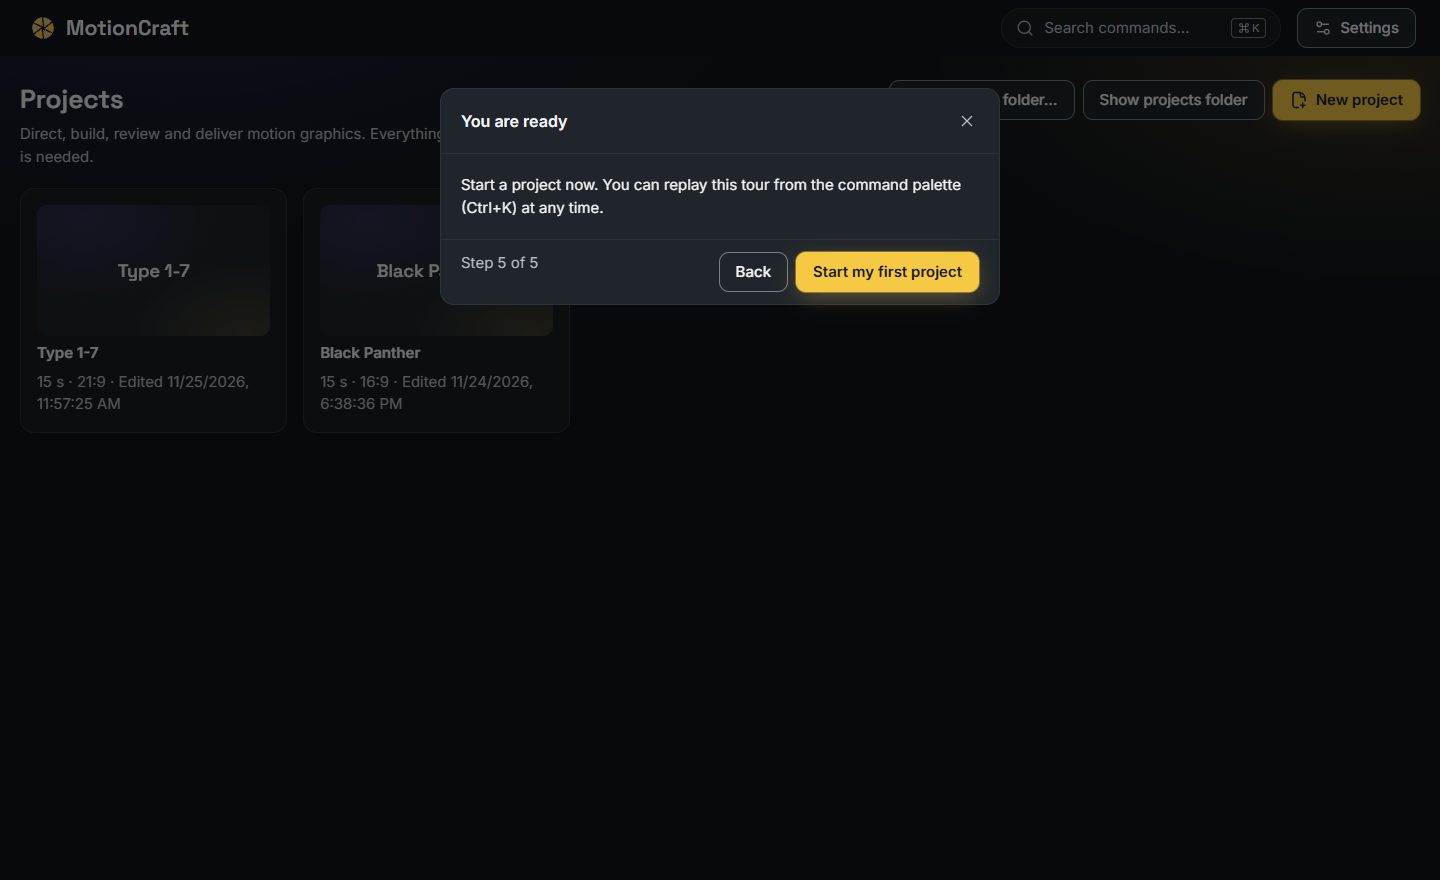 MotionCraft
Search commands...
⌘ K
Settings
Projects
folder...
Show projects folder
New project
Direct, build, review and deliver motion graphics. Everything
is needed.
You are ready
Start a project now. You can replay this tour from the command palette
(Ctrl+K) at any time.
Step 5 of 5
Back
Start my first project
Type 1-7
Black P
Type 1-7
15 s · 21:9 · Edited 11/25/2026,
11:57:25 AM
Black Panther
15 s · 16:9 · Edited 11/24/2026,
6:38:36 PM